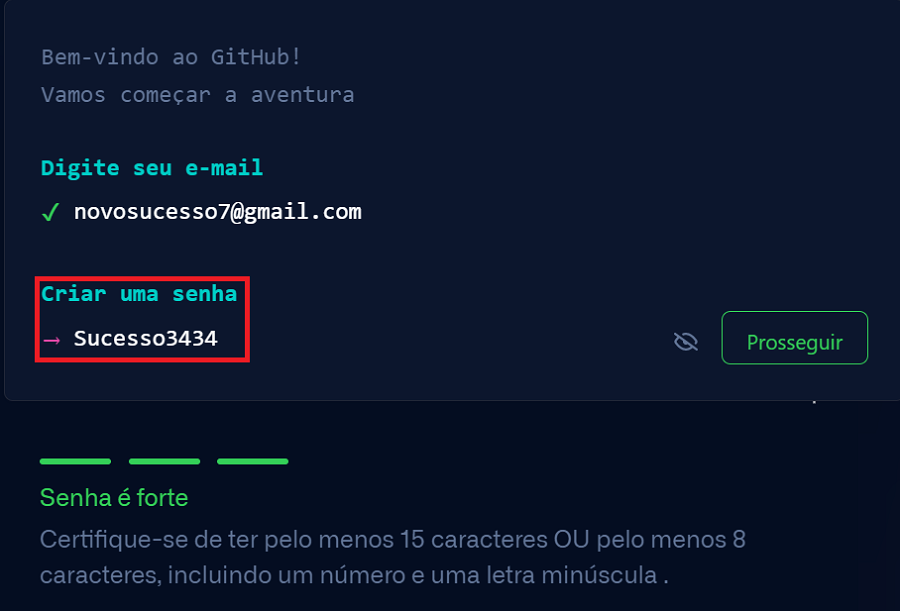 Bem-vindo ao GitHub!
Vamos começar a aventura
Digite seu e-mail
✓ novosucesso7@gmail.com
Criar uma senha
→ Sucesso3434
Prosseguir
Senha é forte
Certifique-se de ter pelo menos 15 caracteres OU pelo menos 8
caracteres, incluindo um número e uma letra minúscula .